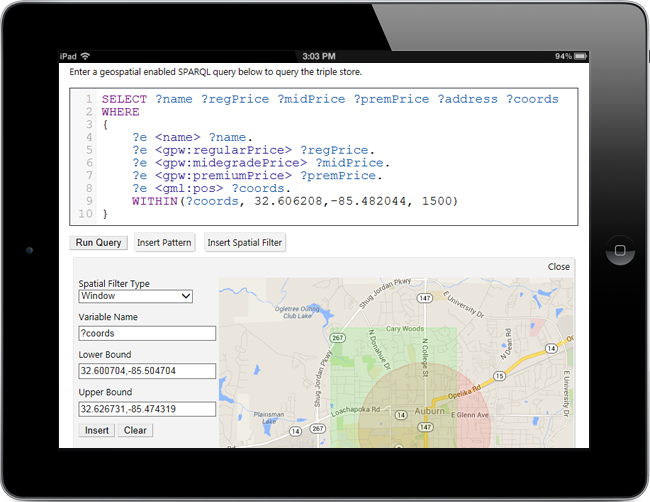 iPad 3:03 PM 94%
Enter a geospatial enabled SPARQL query below to query the triple store.
1 SELECT ?name ?regPrice ?midPrice ?premPrice ?address ?coords
2 WHERE
3 {
4 ?e <name> ?name.
5 ?e <gpw:regularPrice> ?regPrice.
6 ?e <gpw:midegradePrice> ?midPrice.
7 ?e <gpw:premiumPrice> ?premPrice.
8 ?e <gml:pos> ?coords.
9 WITHIN(?coords, 32.606208,-85.482044, 1500)
10 }
Run Query Insert Pattern Insert Spatial Filter
Close
Spatial Filter Type
Window
Variable Name
?coords
Lower Bound
32.600704,-85.504704
Upper Bound
32.626731,-85.474319
Insert Clear
Shug Jordan Pkwy
147
E University Dr
Ogletree
Club Lake
267
Cary Woods
N Donahue Dr
N College St
N Dean Rd
14
Shug Jordan Pkwy
15
Opelika Rd
E University Dr
Loachapoka Rd
14
Auburn
E Glenn Ave
Plainsman
Lake
14
267
147
Rd